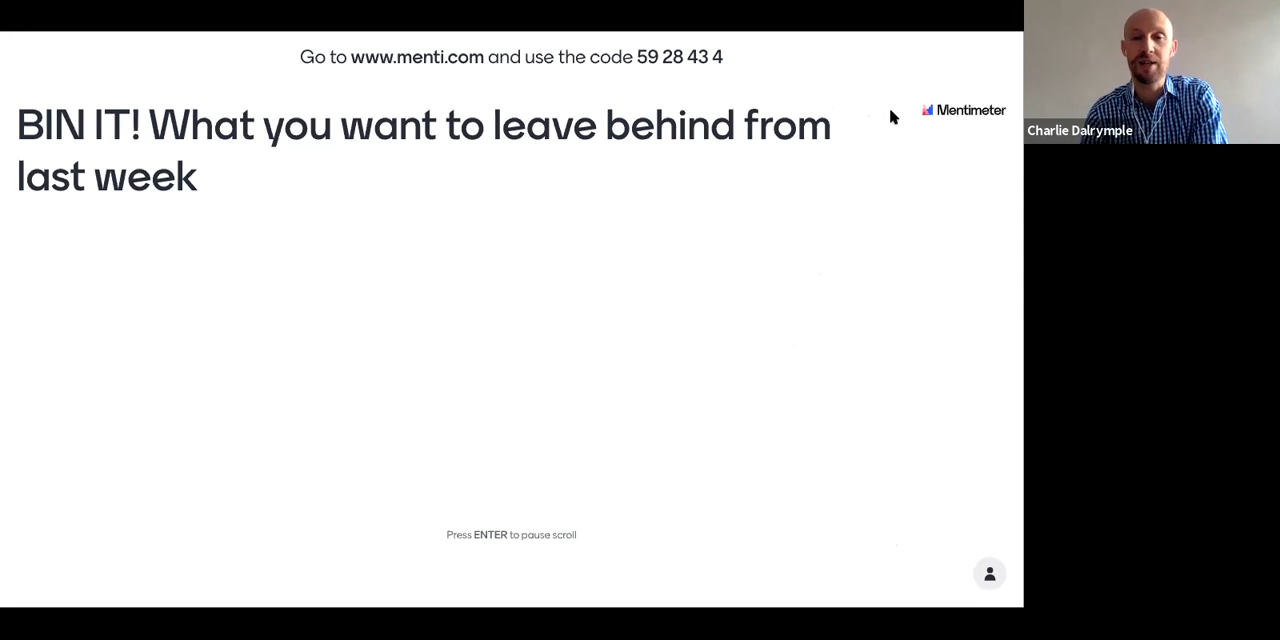 Go to www.menti.com and use the code 59 28 43 4
Mentimeter
BIN IT! What you want to leave behind from
last week
Charlie Dalrymple
Press ENTER to pause scroll